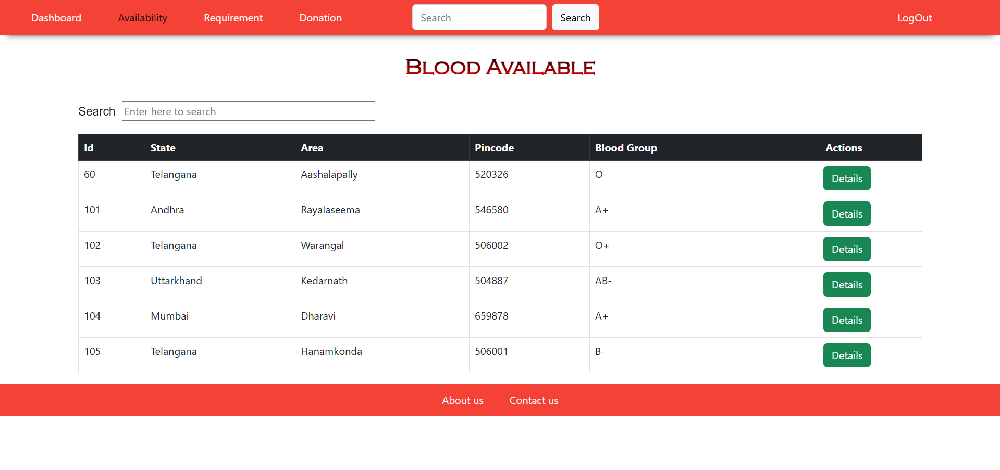 Dashboard Availability Requirement Donation Search Search LogOut
Blood Available
Search Enter here to search
Id State Area Pincode Blood Group Actions
60 Telangana Aashalapally 520326 O- Details
101 Andhra Rayalaseema 546580 A+ Details
102 Telangana Warangal 506002 O+ Details
103 Uttarkhand Kedarnath 504887 AB- Details
104 Mumbai Dharavi 659878 A+ Details
105 Telangana Hanamkonda 506001 B- Details
About us Contact us